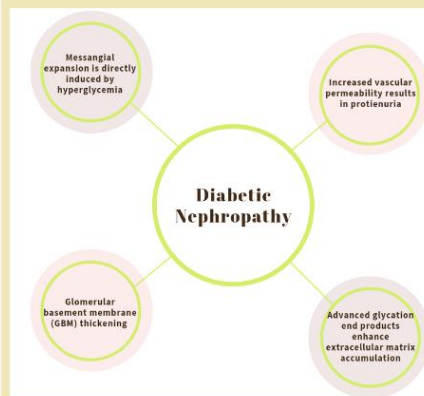 Messangial
expansion is directly
induced by
hyperglycemia
Increased vascular
permeability results
in protienuria
Diabetic
Nephropathy
Glomerular
basement membrane
(GBM) thickening
Advanced glycation
end products
enhance
extracellular matrix
accumulation